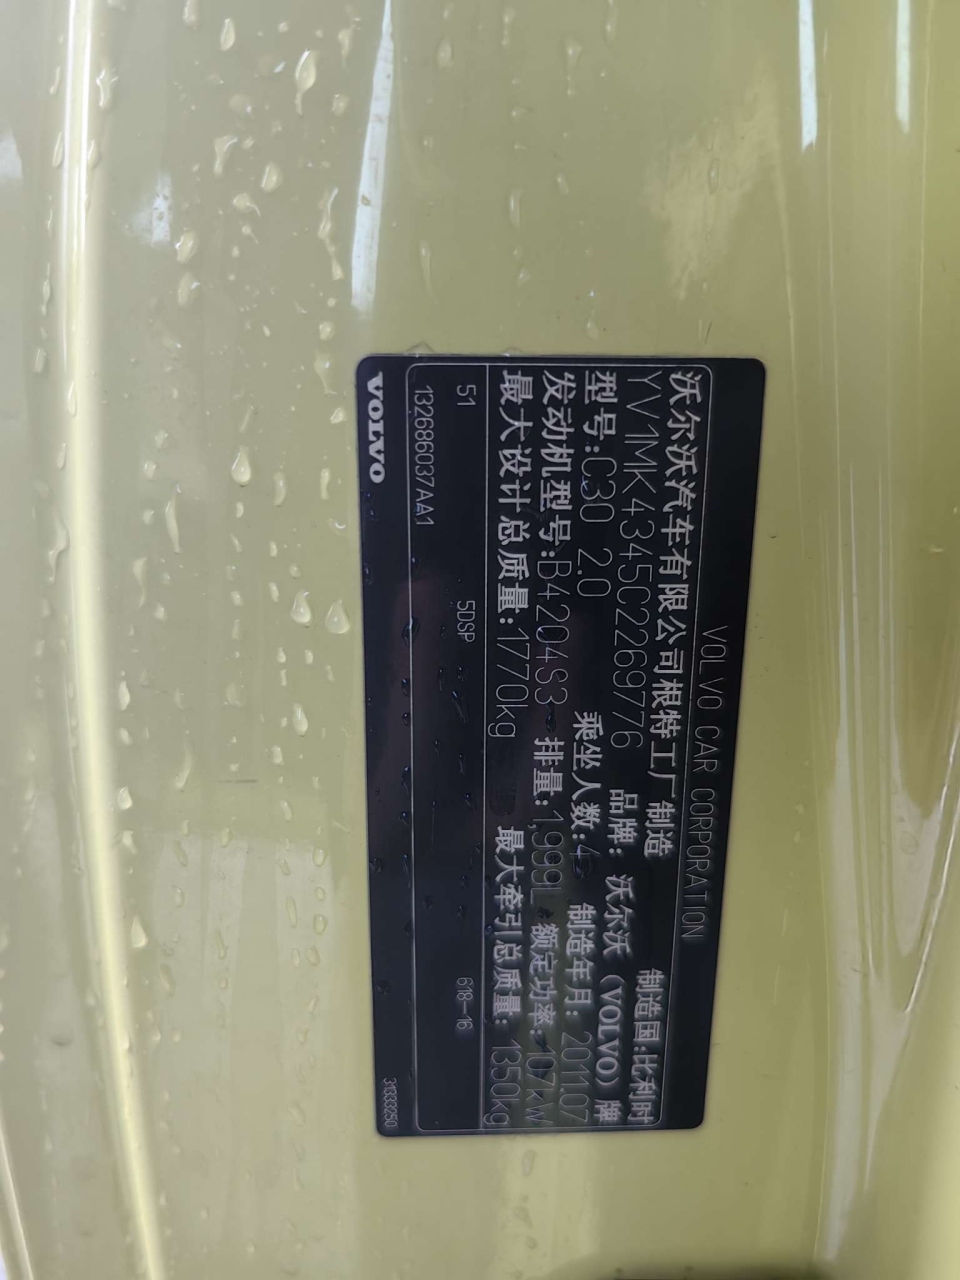 VOLVO CAR CORPORATION
沃尔沃汽车有限公司根特工厂制造 制造国:比利时
YV1MK4345C2269776 品牌: 沃尔沃（VOLVO）牌
型号:C30 2.0 乘坐人数:4 制造年月: 2011.07
发动机型号:B4204S3 排量:1,999L 额定功率:107kW
最大设计总质量:1770kg 最大牵引总质量: 1350kg
51 5DSP 618-16
132686037AA1
VOLVO 31333250